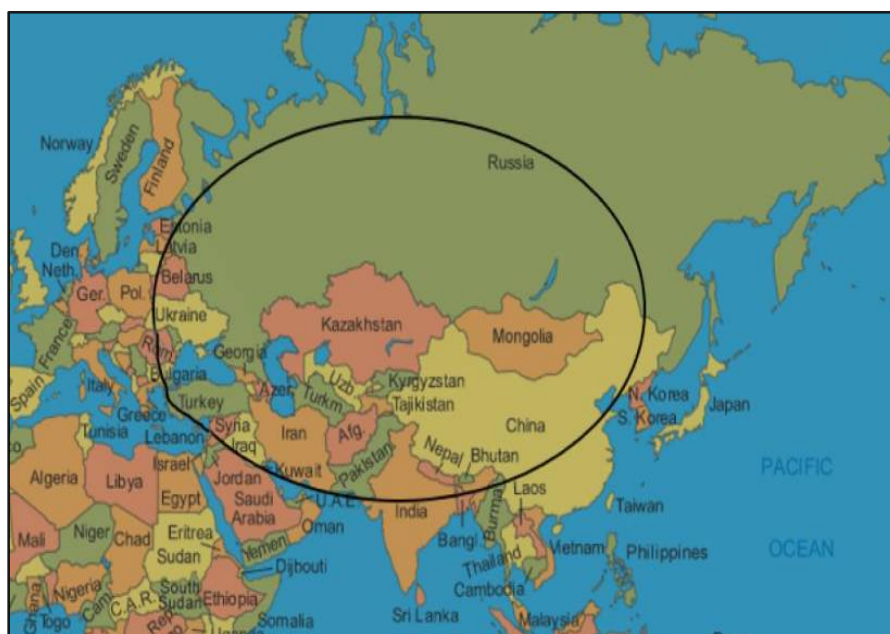 Norway
Sweden
Finland
Russia
Estonia
Latvia
Den.
Neth.
Belarus
Ger.
Pol.
Ukraine
France
Kazakhstan
Mongolia
Rom.
Georgia
Bulgaria
Spain
Italy
Azer.
Uzb.
Turkm.
Kyrgyzstan
Tajikistan
Turkey
Greece
N. Korea
S. Korea
Japan
China
Tunisia
Lebanon
Syria
Iraq
Iran
Afg.
Pakistan
Nepal
Bhutan
Algeria
Libya
Israel
Egypt
Jordan
Kuwait
Saudi
Arabia
U.A.E.
Oman
India
Bangl.
Burma
Laos
Taiwan
PACIFIC
OCEAN
Mali
Niger
Chad
Eritrea
Sudan
Yemen
Djibouti
Thailand
Vietnam
Cambodia
Philippines
Ghana
Togo
Nigeria
Cam.
C.A.R.
South
Sudan
Ethiopia
Somalia
Sri Lanka
Malaysia